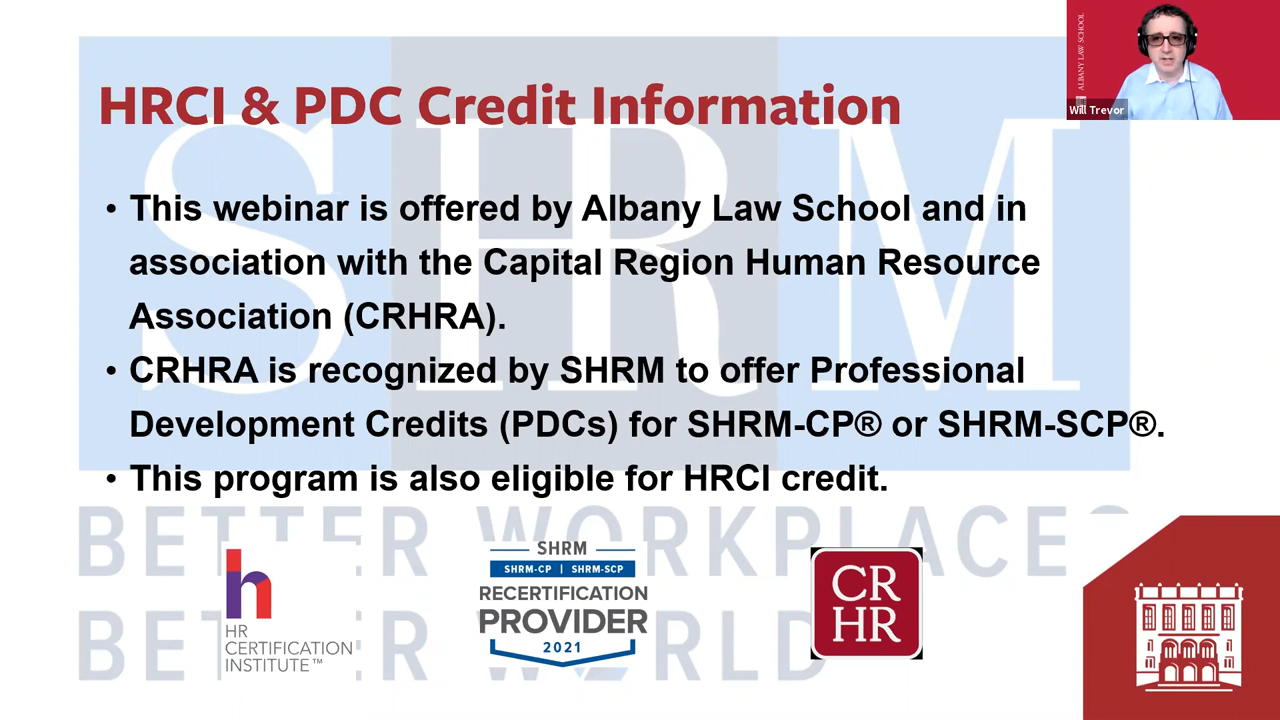 ALBANY LAW SCHOOL
Will Trevor
SHRM
HRCI & PDC Credit Information
• This webinar is offered by Albany Law School and in
association with the Capital Region Human Resource
Association (CRHRA).
• CRHRA is recognized by SHRM to offer Professional
Development Credits (PDCs) for SHRM-CP® or SHRM-SCP®.
• This program is also eligible for HRCI credit.
BETTER WORKPLACES
BETTER WORLD
h
HR
CERTIFICATION
INSTITUTE™
SHRM
SHRM-CP | SHRM-SCP
RECERTIFICATION
PROVIDER
2021
CR
HR